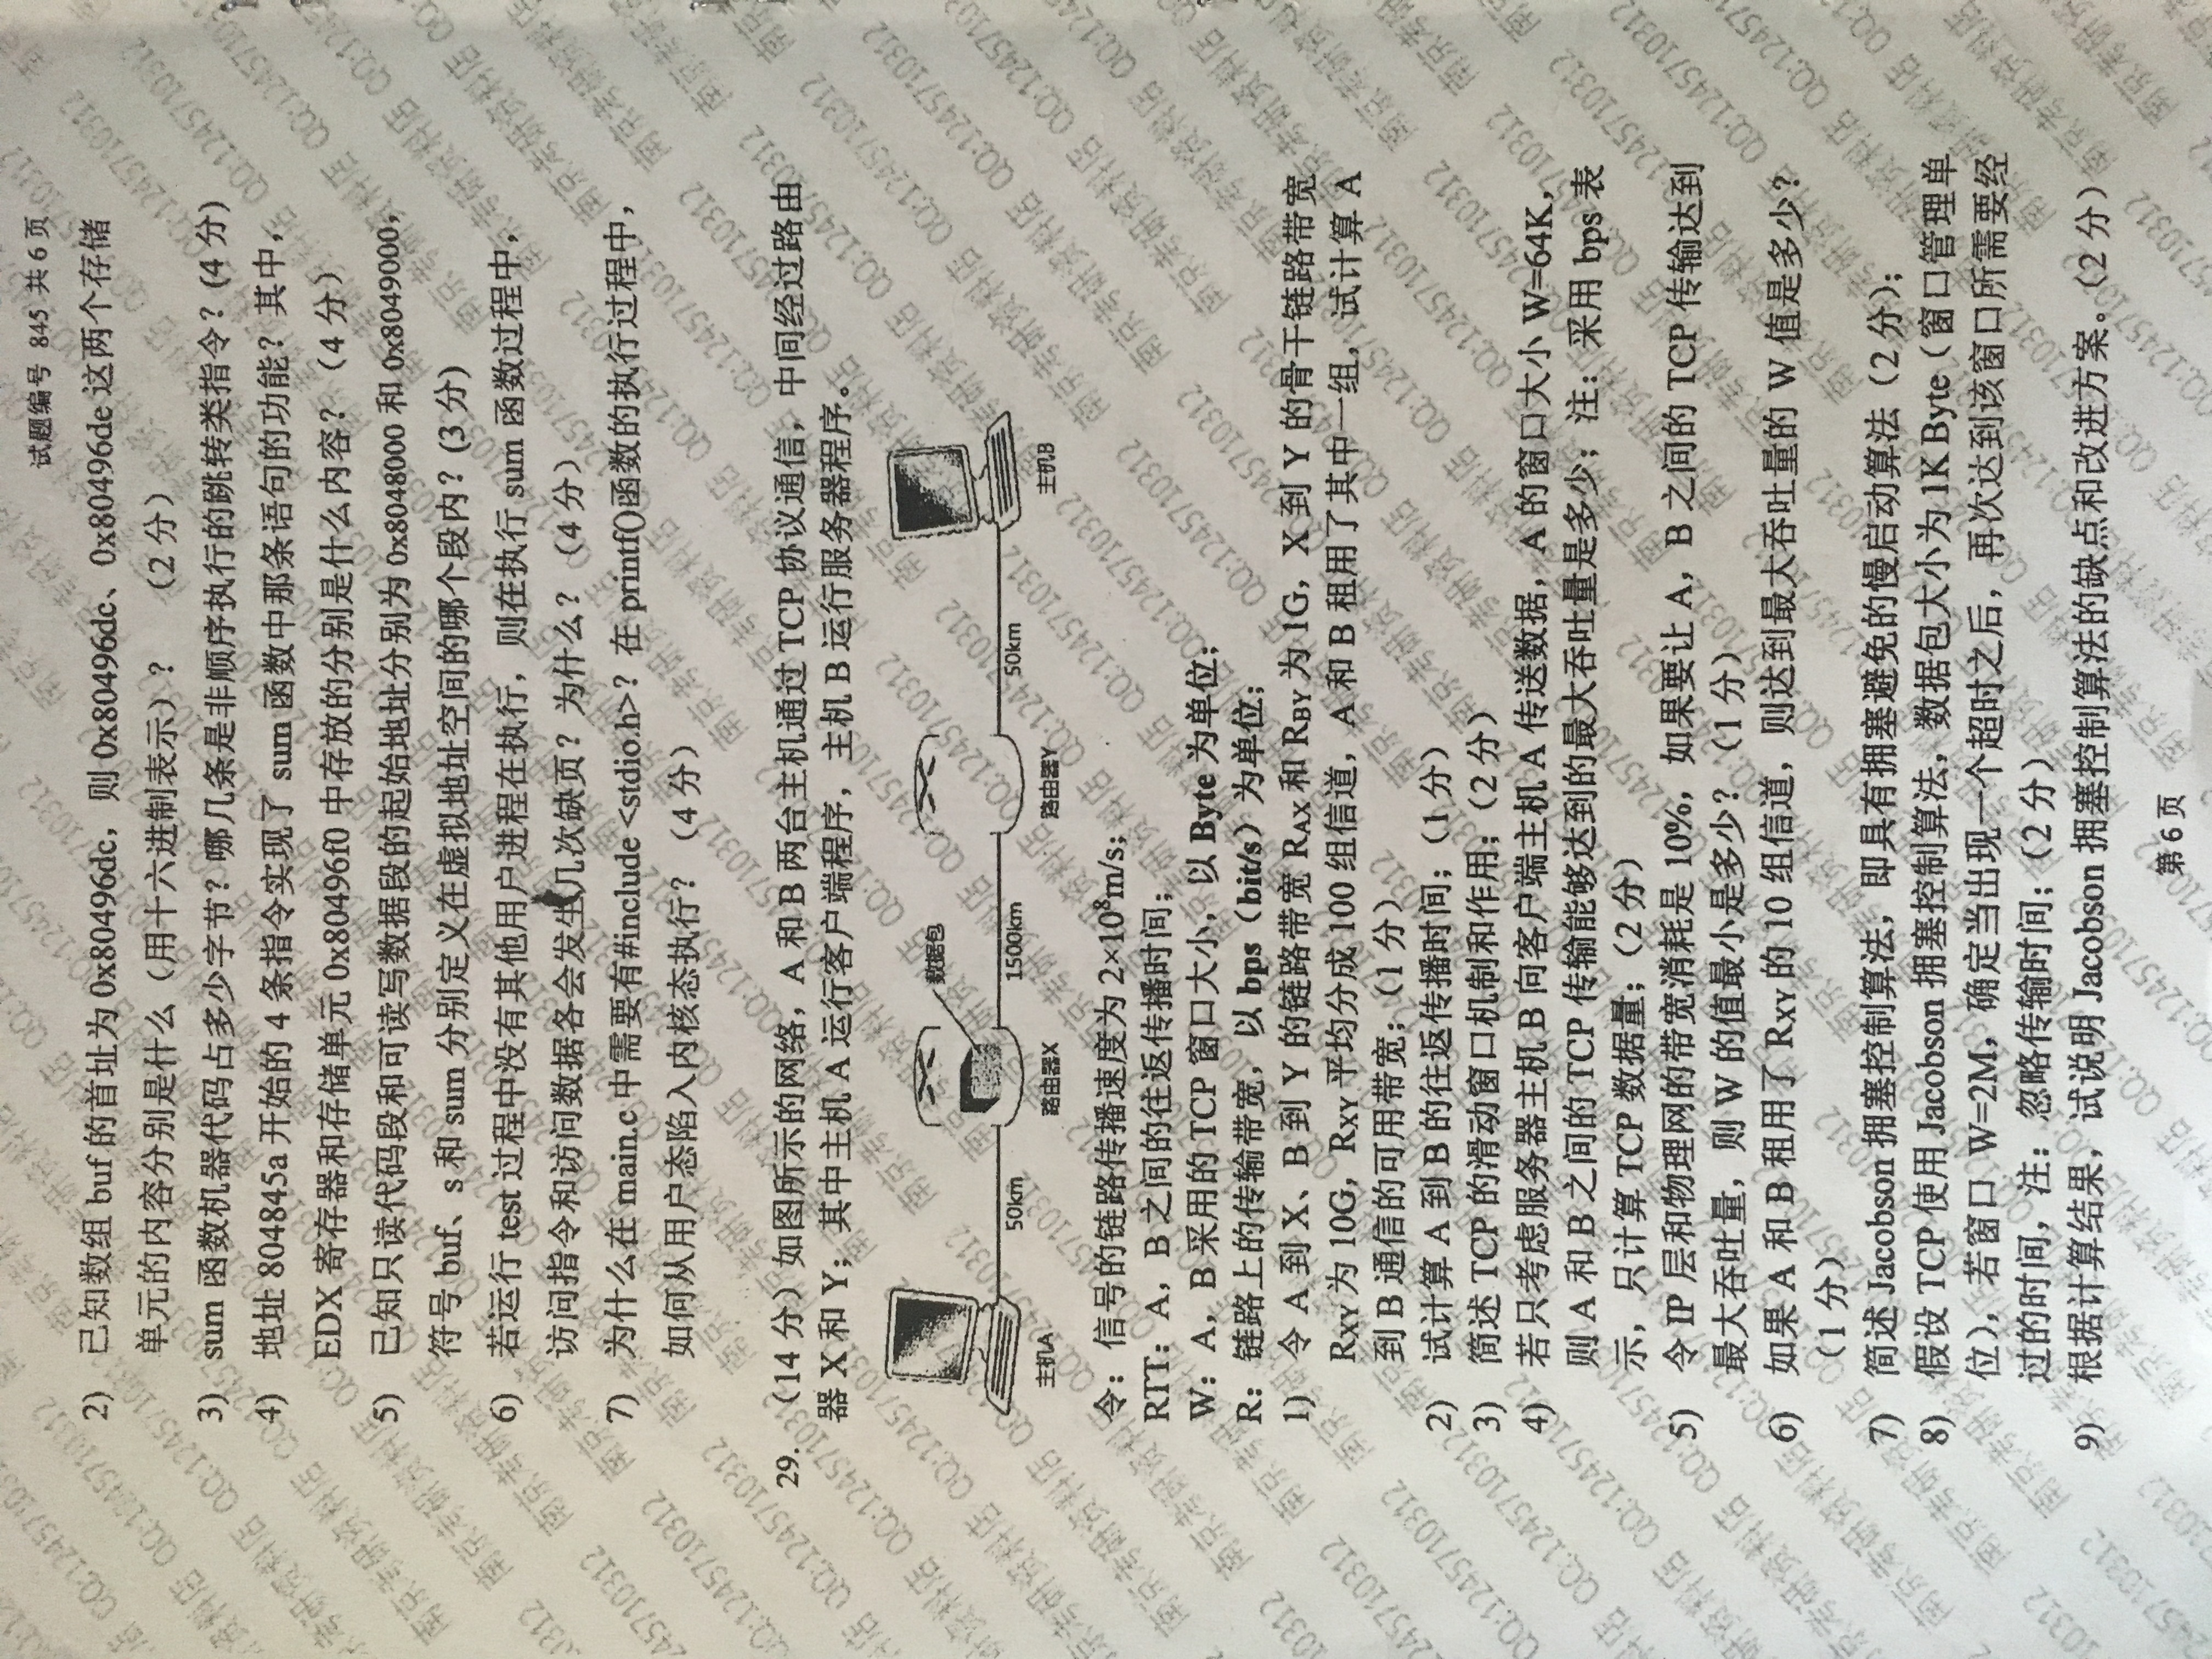 试题编号 845 共 6 页
2) 已知数组 buf 的首址为 0x80496dc，则 0x80496dc、0x80496de 这两个存储
单元的内容分别是什么（用十六进制表示）？ （2 分）
3) sum 函数机器代码占多少字节？哪几条是非顺序执行的跳转类指令？(4 分)
4) 地址 804845a 开始的 4 条指令实现了 sum 函数中那条语句的功能？其中，
EDX 寄存器和存储单元 0x80496f0 中存放的分别是什么内容？（4 分）
5) 已知只读代码段和可读写数据段的起始地址分别为 0x8048000 和 0x8049000，
符号 buf、s 和 sum 分别定义在虚拟地址空间的哪个段内？(3 分)
6) 若运行 test 过程中没有其他用户进程在执行，则在执行 sum 函数过程中，
访问指令和访问数据各会发生几次缺页？为什么？（4 分）
7) 为什么在 main.c 中需要有#include <stdio.h>？在 printf()函数的执行过程中，
如何从用户态陷入内核态执行？（4 分）
29. （14 分）如图所示的网络，A 和 B 两台主机通过 TCP 协议通信，中间经过路由
器 X 和 Y；其中主机 A 运行客户端程序，主机 B 运行服务器程序。
数据包
50km 1500km 50km
主机A 路由器X 路由器Y 主机B
令：信号的链路传播速度为 2×10⁸m/s；
RTT：A，B 之间的往返传播时间；
W：A，B 采用的 TCP 窗口大小，以 Byte 为单位；
R：链路上的传输带宽，以 bps（bit/s）为单位；
1) 令 A 到 X、B 到 Y 的链路带宽 RAX 和 RBY 为 1G，X 到 Y 的骨干链路带宽
RXY 为 10G，RXY 平均分成 100 组信道，A 和 B 租用了其中一组，试计算 A
到 B 通信的可用带宽；（1 分）
2) 试计算 A 到 B 的往返传播时间；（1 分）
3) 简述 TCP 的滑动窗口机制和作用；（2 分）
4) 若只考虑服务器主机 B 向客户端主机 A 传送数据，A 的窗口大小 W=64K，
则 A 和 B 之间的 TCP 传输能够达到的最大吞吐量是多少；注：采用 bps 表
示，只计算 TCP 数据量；（2 分）
5) 令 IP 层和物理网的带宽消耗是 10%，如果要让 A，B 之间的 TCP 传输达到
最大吞吐量，则 W 的值最小是多少？（1 分）
6) 如果 A 和 B 租用了 RXY 的 10 组信道，则达到最大吞吐量的 W 值是多少？
（1 分）
7) 简述 Jacobson 拥塞控制算法，即具有拥塞避免的慢启动算法（2 分）；
8) 假设 TCP 使用 Jacobson 拥塞控制算法，数据包大小为 1K Byte（窗口管理单
位），若窗口 W=2M，确定当出现一个超时之后，再次达到该窗口所需要经
过的时间，注：忽略传输时间；（2 分）
9) 根据计算结果，试说明 Jacobson 拥塞控制算法的缺点和改进方案。（2 分）
第 6 页
南京考研资料店 QQ:1245710312